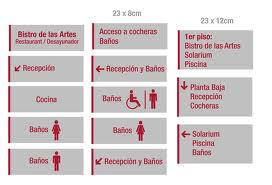 23 x 8cm
23 x 12cm
Bistro de las Artes
Restaurant / Desayunador
Recepción
Cocina
Baños
Baños
Acceso a cocheras
Baños
Recepción y Baños
Baños
Baños
Recepción y Baños
1er piso:
Bistro de las Artes
Solarium
Piscina
Planta Baja
Recepción
Cocheras
Solarium
Piscina
Baños